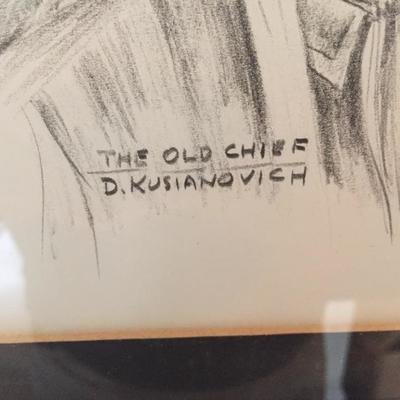 THE OLD CHIEF
D. KUSIANOVICH